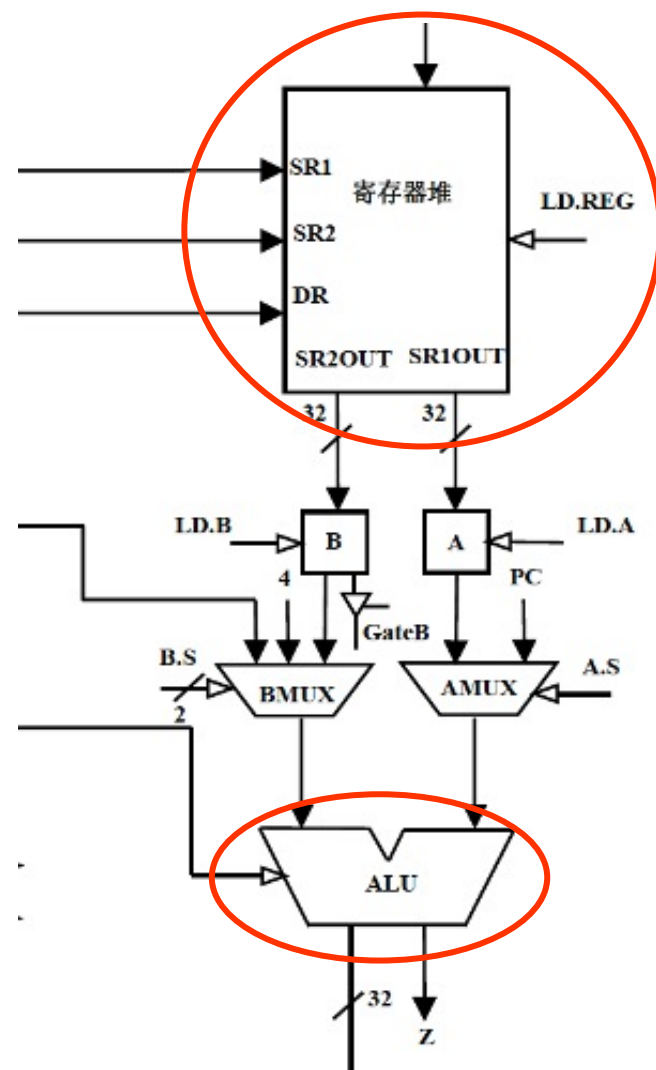 SR1
寄存器堆
LD.REG
SR2
DR
SR2OUT SR1OUT
32 32
LD.B B A LD.A
4 PC
GateB
B.S BMUX AMUX A.S
2
ALU
32
Z